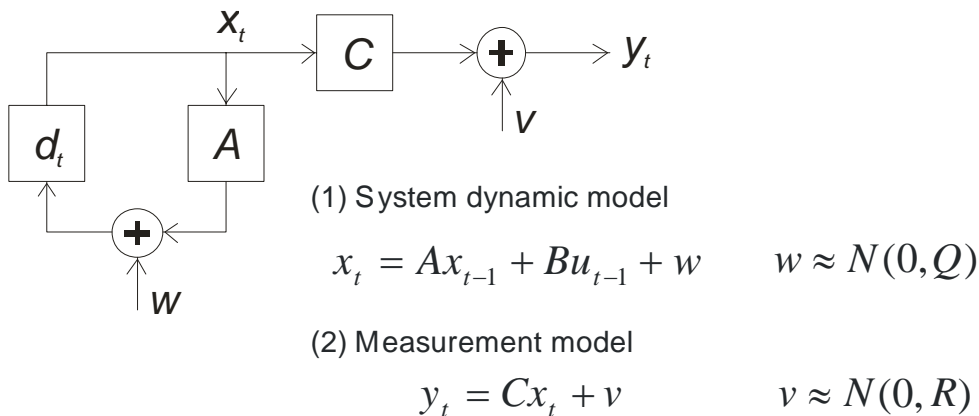 x_t
C
+
y_t
v
d_t
A
+
w
(1) System dynamic model
x_t = Ax_{t-1} + Bu_{t-1} + w w ≈ N(0,Q)
(2) Measurement model
y_t = Cx_t + v v ≈ N(0,R)